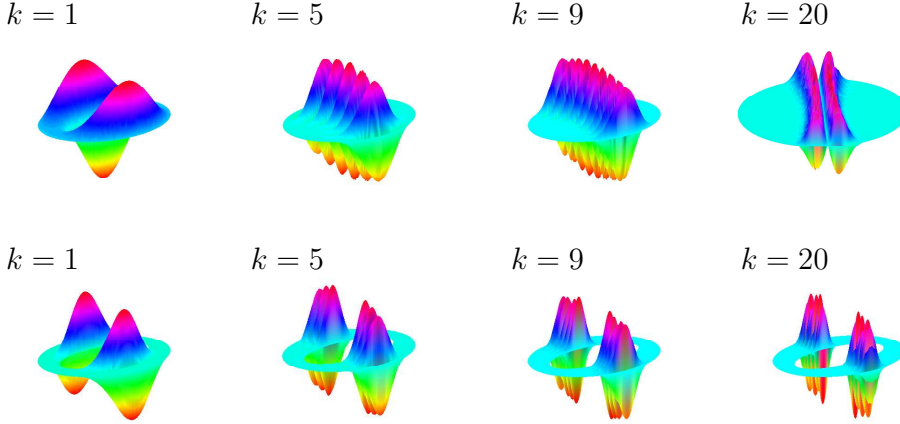 k = 1 k = 5 k = 9 k = 20
k = 1 k = 5 k = 9 k = 20